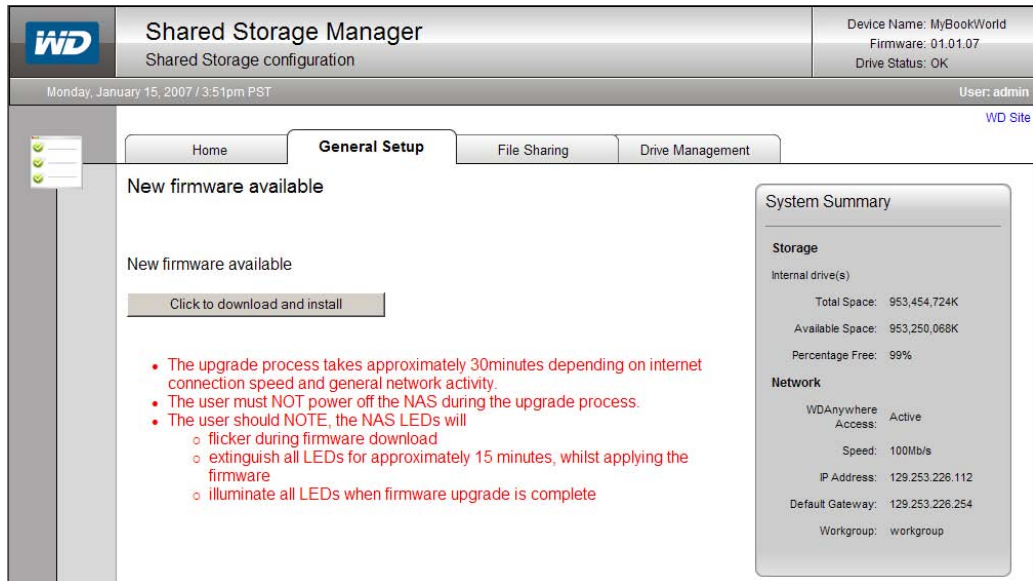 WD
Shared Storage Manager
Shared Storage configuration
Device Name: MyBookWorld
Firmware: 01.01.07
Drive Status: OK
Monday, January 15, 2007 / 3:51pm PST
User: admin
WD Site
Home
General Setup
File Sharing
Drive Management
New firmware available
New firmware available
Click to download and install
• The upgrade process takes approximately 30minutes depending on internet
connection speed and general network activity.
• The user must NOT power off the NAS during the upgrade process.
• The user should NOTE, the NAS LEDs will
o flicker during firmware download
o extinguish all LEDs for approximately 15 minutes, whilst applying the
firmware
o illuminate all LEDs when firmware upgrade is complete
System Summary
Storage
Internal drive(s)
Total Space: 953,454,724K
Available Space: 953,250,068K
Percentage Free: 99%
Network
WDAnywhere
Access: Active
Speed: 100Mb/s
IP Address: 129.253.226.112
Default Gateway: 129.253.226.254
Workgroup: workgroup